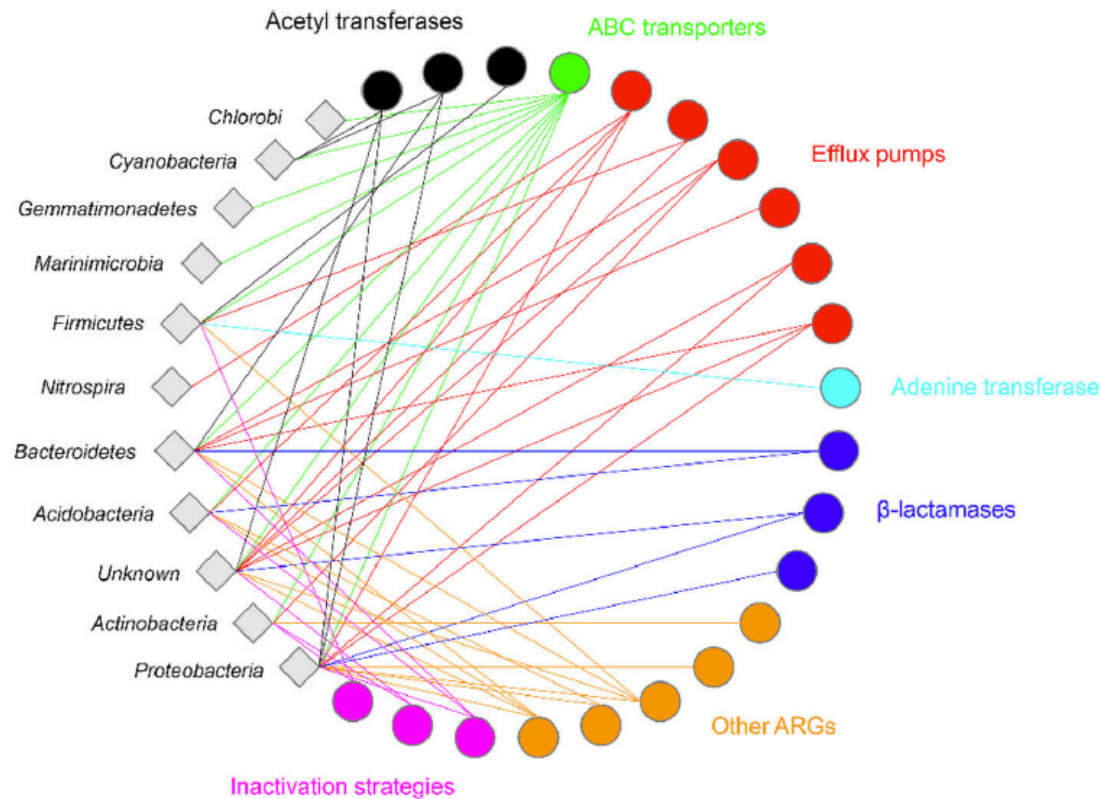 Acetyl transferases
ABC transporters
Chlorobi
Cyanobacteria
Efflux pumps
Gemmatimonadetes
Marinimicrobia
Firmicutes
Nitrospira
Adenine transferase
Bacteroidetes
Acidobacteria
β-lactamases
Unknown
Actinobacteria
Proteobacteria
Other ARGs
Inactivation strategies